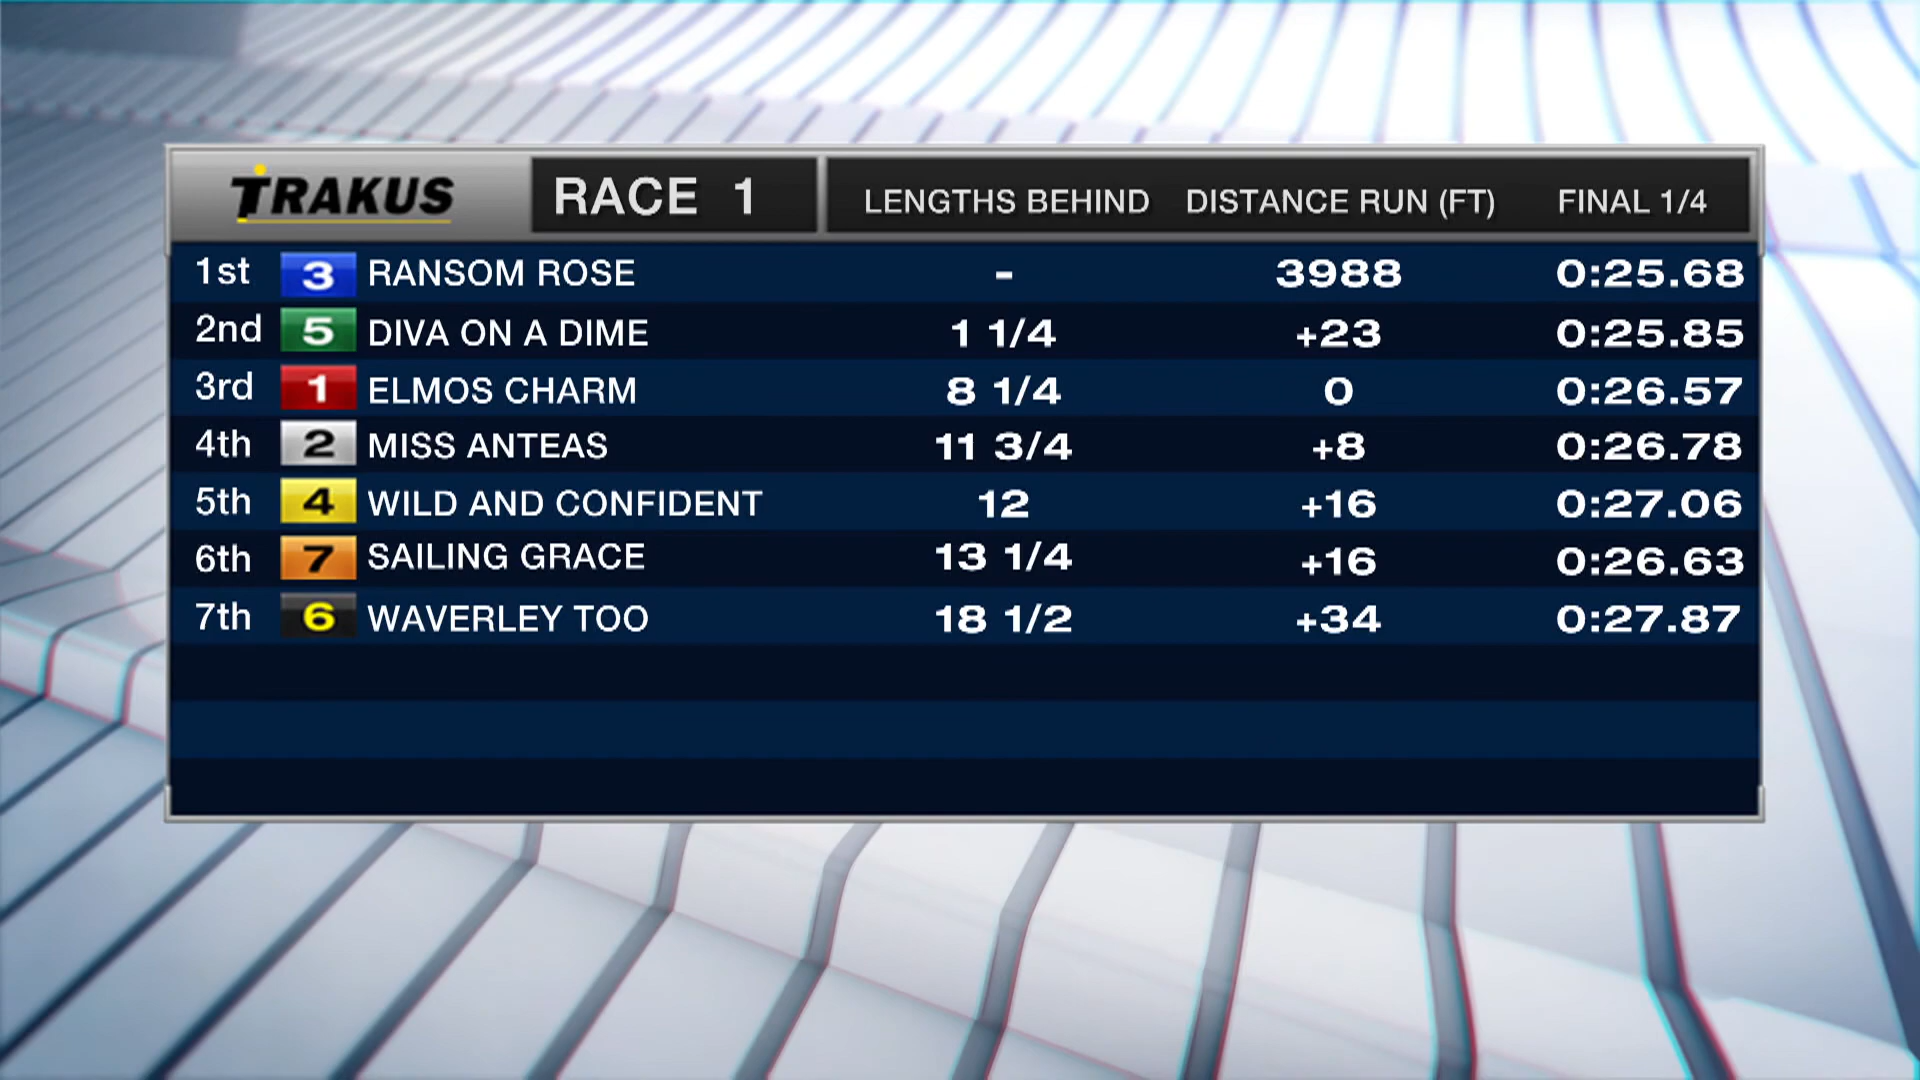 TRAKUS RACE 1 LENGTHS BEHIND DISTANCE RUN (FT) FINAL 1/4
1st 3 RANSOM ROSE - 3988 0:25.68
2nd 5 DIVA ON A DIME 1 1/4 +23 0:25.85
3rd 1 ELMOS CHARM 8 1/4 0 0:26.57
4th 2 MISS ANTEAS 11 3/4 +8 0:26.78
5th 4 WILD AND CONFIDENT 12 +16 0:27.06
6th 7 SAILING GRACE 13 1/4 +16 0:26.63
7th 6 WAVERLEY TOO 18 1/2 +34 0:27.87